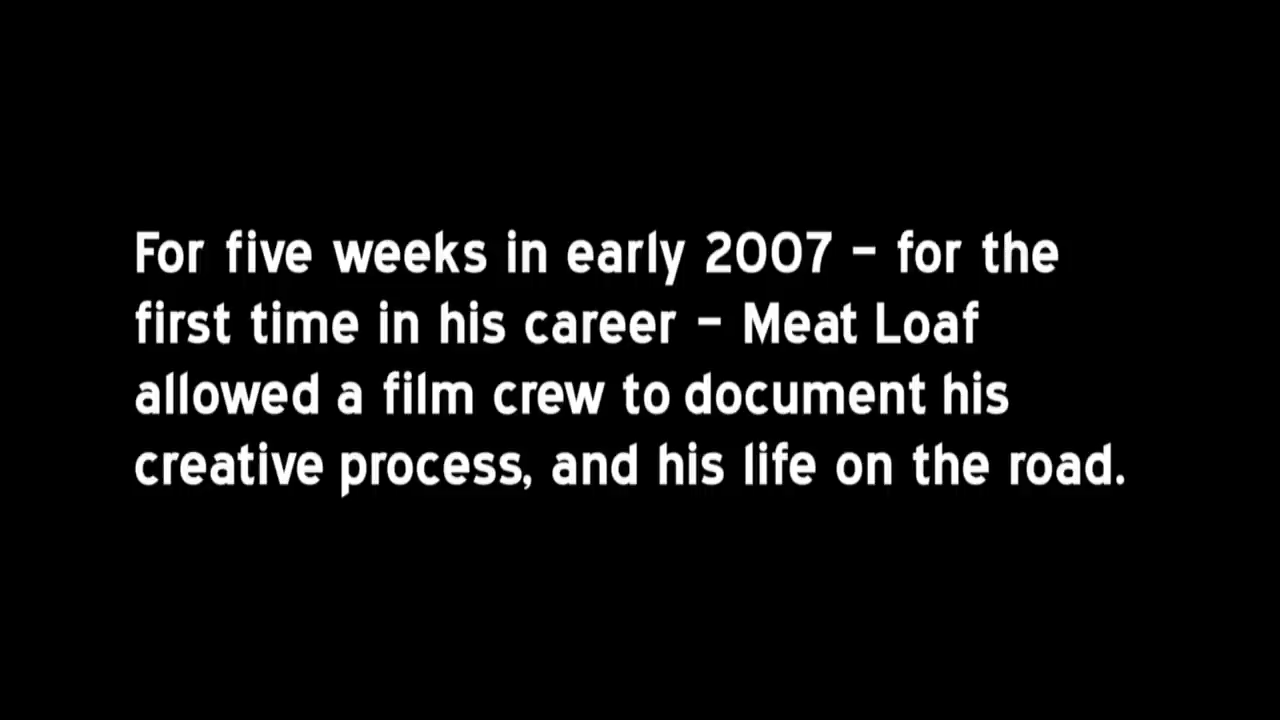 For five weeks in early 2007 – for the
first time in his career – Meat Loaf
allowed a film crew to document his
creative process, and his life on the road.